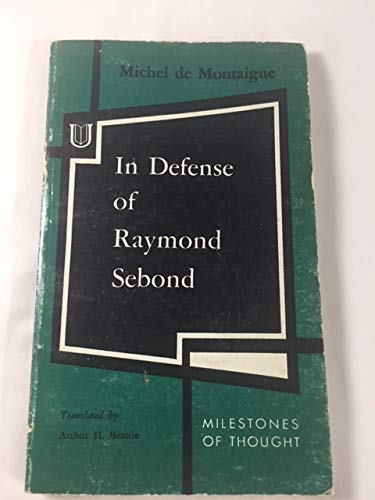 Michel de Montaigne
U
In Defense
of
Raymond
Sebond
Translated by
Arthur H. Beattie
MILESTONES
OF THOUGHT